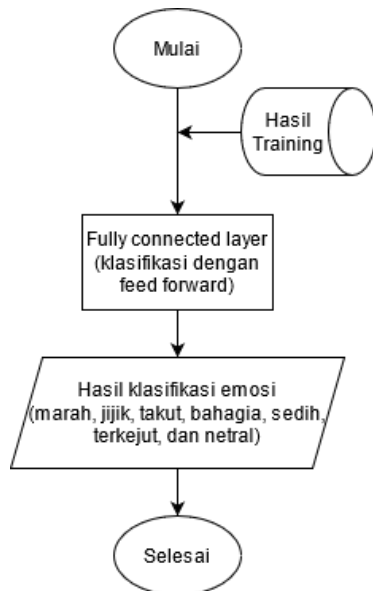 Mulai
Hasil
Training
Fully connected layer
(klasifikasi dengan
feed forward)
Hasil klasifikasi emosi
(marah, jijik, takut, bahagia, sedih,
terkejut, dan netral)
Selesai